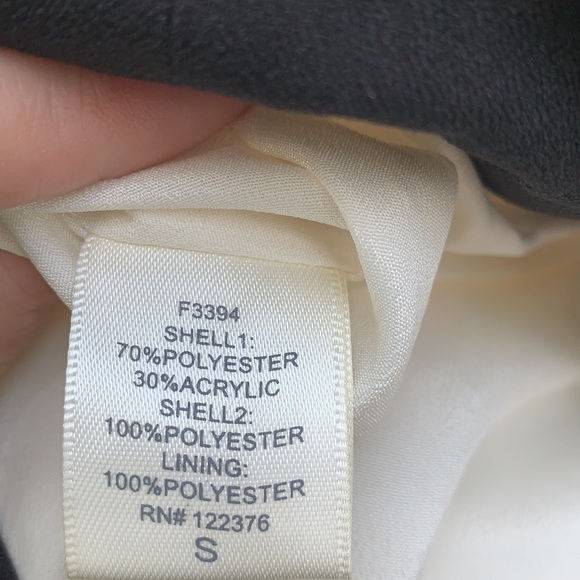 F3394
SHELL1:
70%POLYESTER
30%ACRYLIC
SHELL2:
100%POLYESTER
LINING:
100%POLYESTER
RN# 122376
S